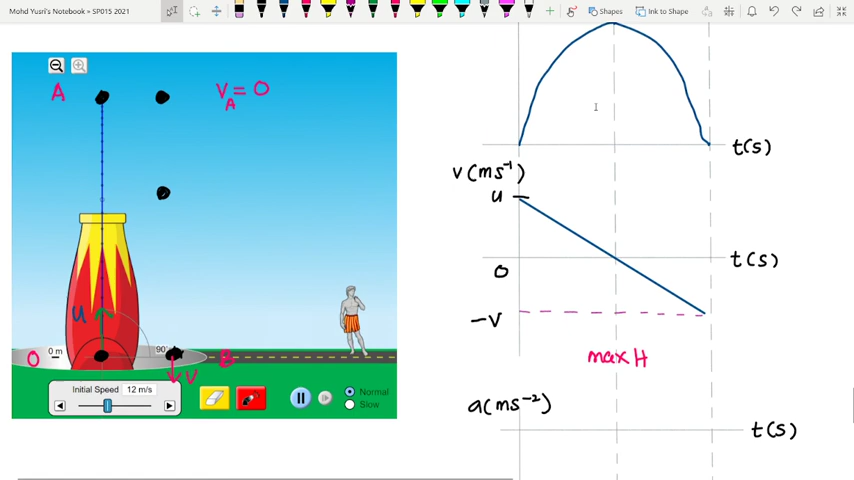 Mohd Yusri's Notebook » SP015 2021
Shapes
Ink to Shape
A
V_A = 0
u
0 m
90°
O
B
V
Initial Speed 12 m/s
Normal
Slow
t(s)
v(ms⁻¹)
u
0
t(s)
-V
max H
a(ms⁻²)
t(s)